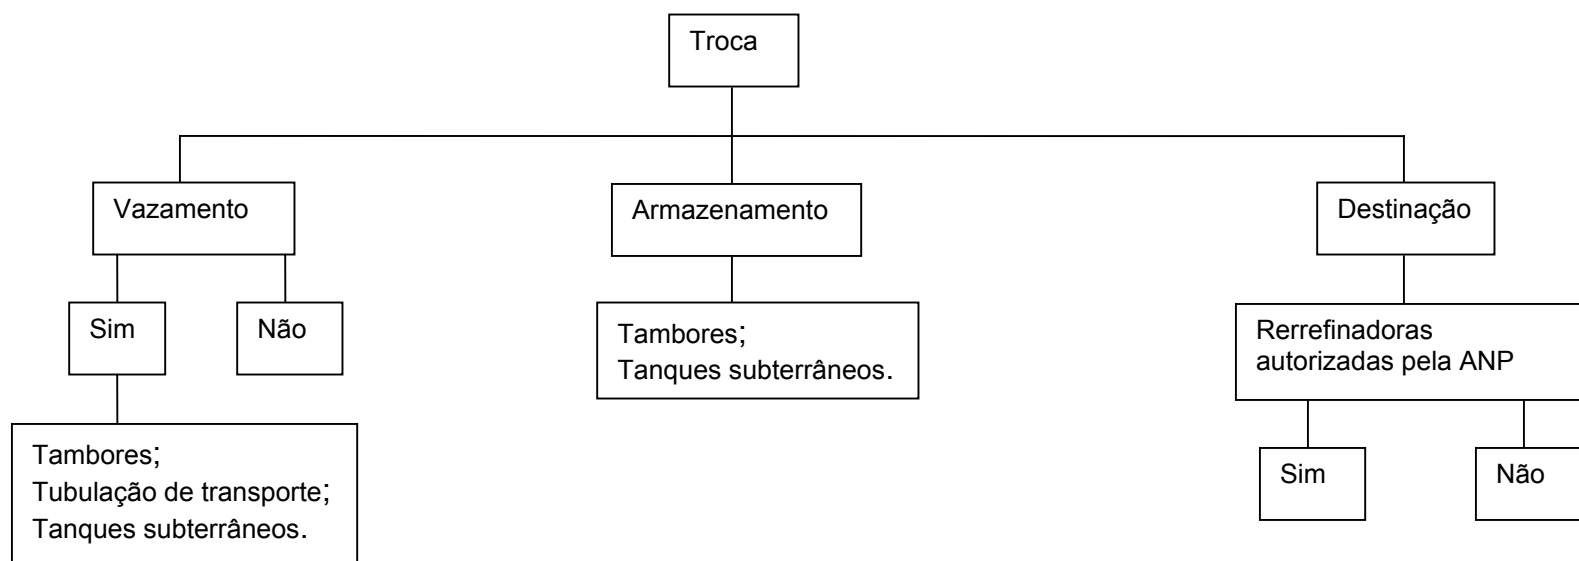 Troca
Vazamento
Armazenamento
Destinação
Sim
Não
Tambores;
Tanques subterrâneos.
Rerrefinadoras
autorizadas pela ANP
Tambores;
Tubulação de transporte;
Tanques subterrâneos.
Sim
Não